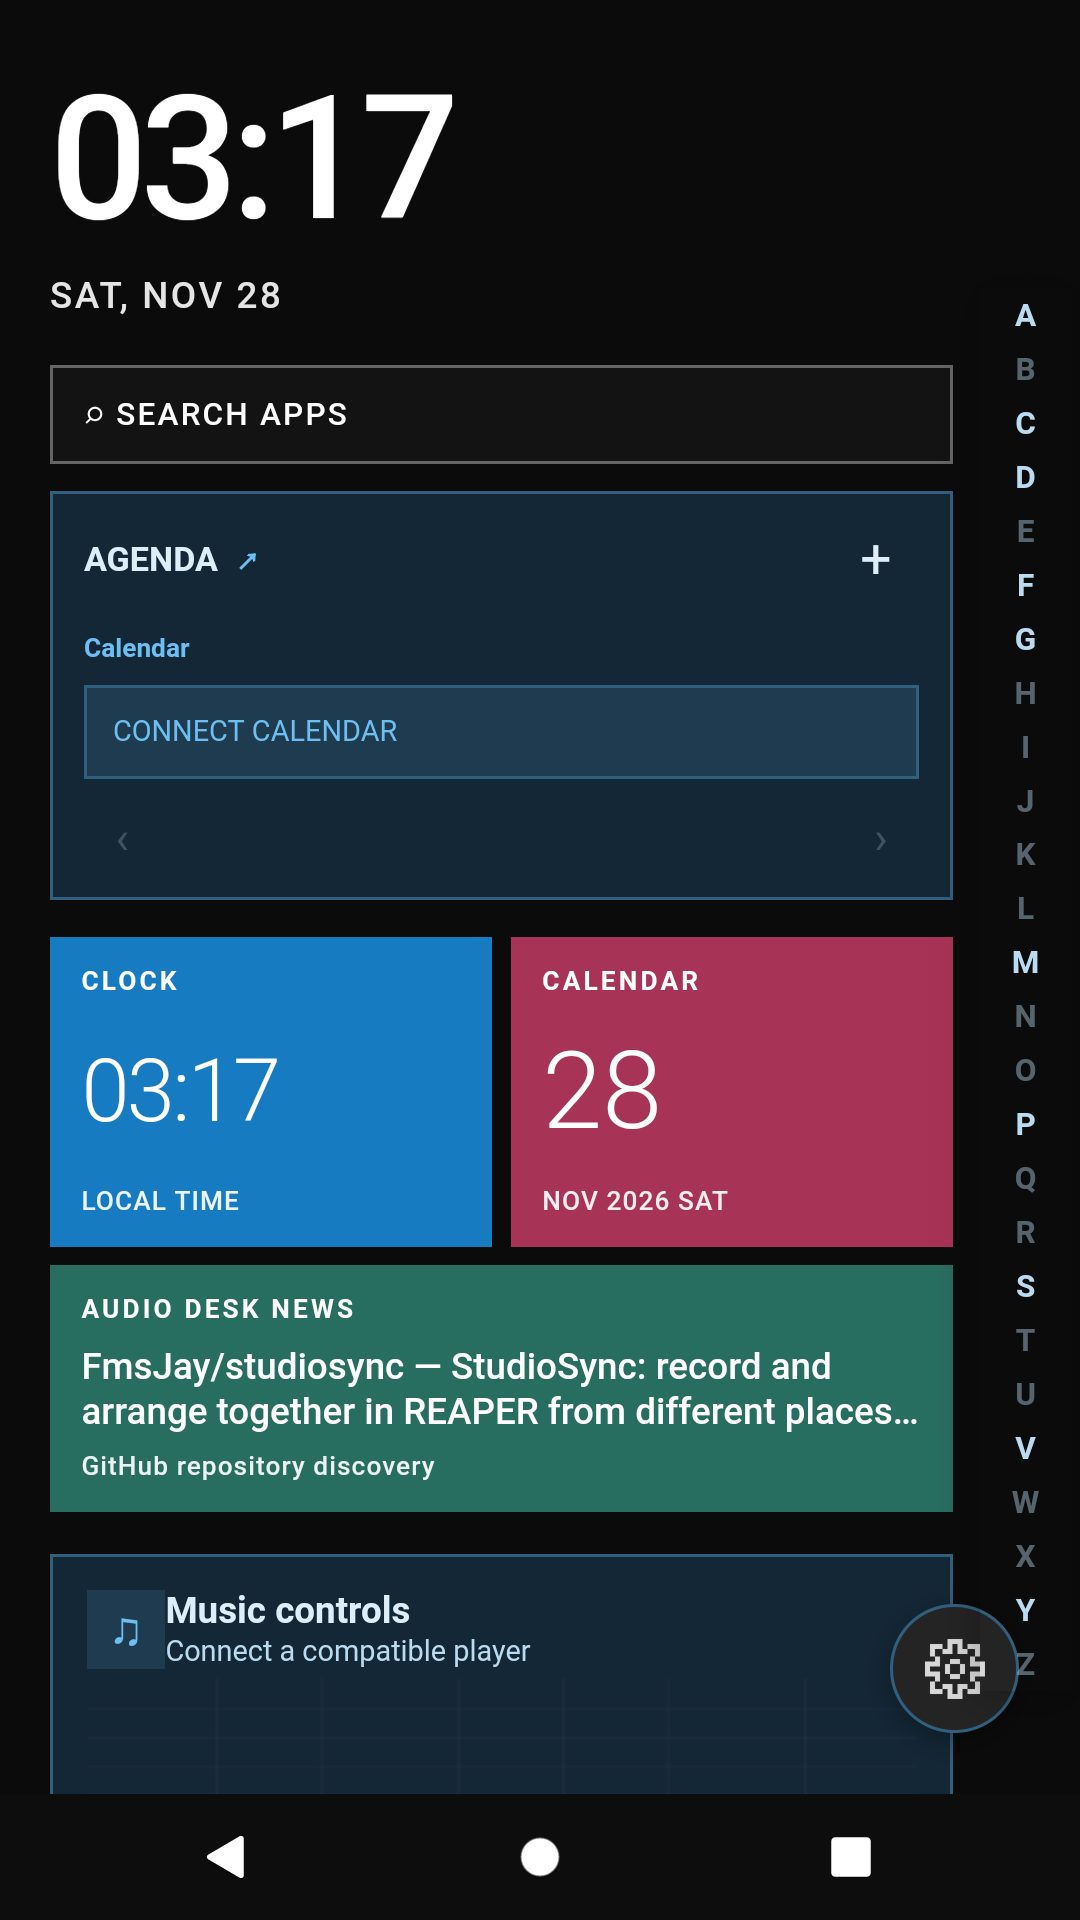 03:17
SAT, NOV 28
⌕ SEARCH APPS
AGENDA ↗ +
Calendar
CONNECT CALENDAR
‹ ›
CLOCK
03:17
LOCAL TIME
CALENDAR
28
NOV 2026 SAT
AUDIO DESK NEWS
FmsJay/studiosync — StudioSync: record and
arrange together in REAPER from different places…
GitHub repository discovery
♫ Music controls
Connect a compatible player
A
B
C
D
E
F
G
H
I
J
K
L
M
N
O
P
Q
R
S
T
U
V
W
X
Y
Z